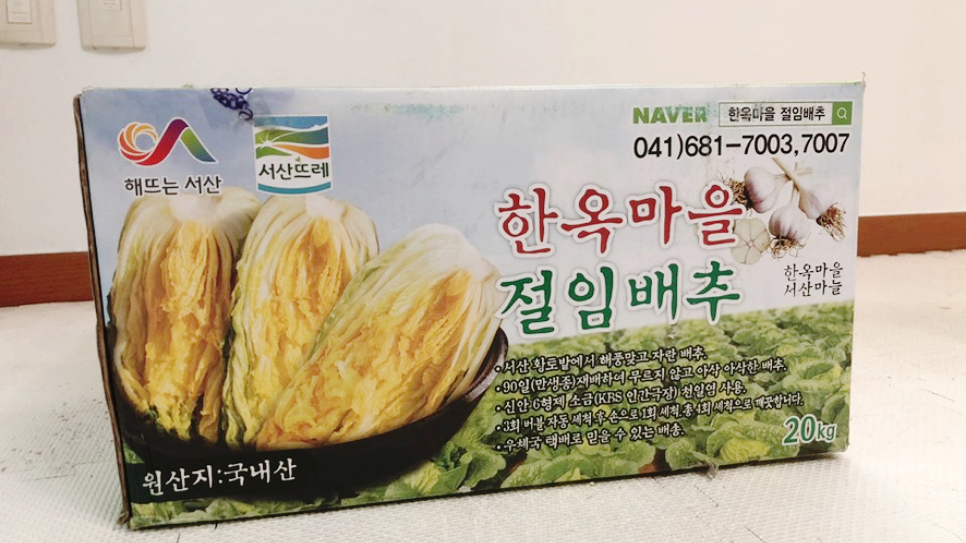 해뜨는 서산
서산뜨레
NAVER 한옥마을 절임배추
041)681-7003,7007
한옥마을
절임배추
한옥마을
서산마늘
• 서산 황토밭에서 해풍맞고 자란 배추.
• 90일(만생종)재배하여 무르지 않고 아삭 아삭한 배추.
• 신안 6형제 소금(KBS 인간극장) 천일염 사용.
• 3회 버블 자동 세척 후 손으로 1회 세척, 총 4회 세척으로 깨끗합니다.
• 우체국 택배로 믿을 수 있는 배송.
20kg
원산지:국내산